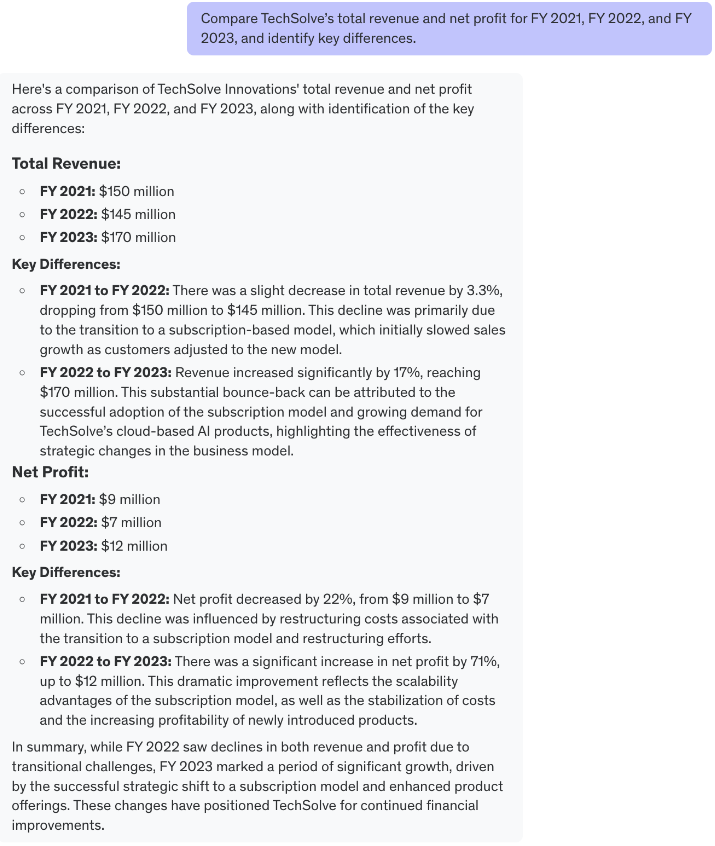 Compare TechSolve's total revenue and net profit for FY 2021, FY 2022, and FY
2023, and identify key differences.
Here's a comparison of TechSolve Innovations' total revenue and net profit
across FY 2021, FY 2022, and FY 2023, along with identification of the key
differences:
Total Revenue:
○ FY 2021: $150 million
○ FY 2022: $145 million
○ FY 2023: $170 million
Key Differences:
○ FY 2021 to FY 2022: There was a slight decrease in total revenue by 3.3%,
dropping from $150 million to $145 million. This decline was primarily due
to the transition to a subscription-based model, which initially slowed sales
growth as customers adjusted to the new model.
○ FY 2022 to FY 2023: Revenue increased significantly by 17%, reaching
$170 million. This substantial bounce-back can be attributed to the
successful adoption of the subscription model and growing demand for
TechSolve's cloud-based AI products, highlighting the effectiveness of
strategic changes in the business model.
Net Profit:
○ FY 2021: $9 million
○ FY 2022: $7 million
○ FY 2023: $12 million
Key Differences:
○ FY 2021 to FY 2022: Net profit decreased by 22%, from $9 million to $7
million. This decline was influenced by restructuring costs associated with
the transition to a subscription model and restructuring efforts.
○ FY 2022 to FY 2023: There was a significant increase in net profit by 71%,
up to $12 million. This dramatic improvement reflects the scalability
advantages of the subscription model, as well as the stabilization of costs
and the increasing profitability of newly introduced products.
In summary, while FY 2022 saw declines in both revenue and profit due to
transitional challenges, FY 2023 marked a period of significant growth, driven
by the successful strategic shift to a subscription model and enhanced product
offerings. These changes have positioned TechSolve for continued financial
improvements.